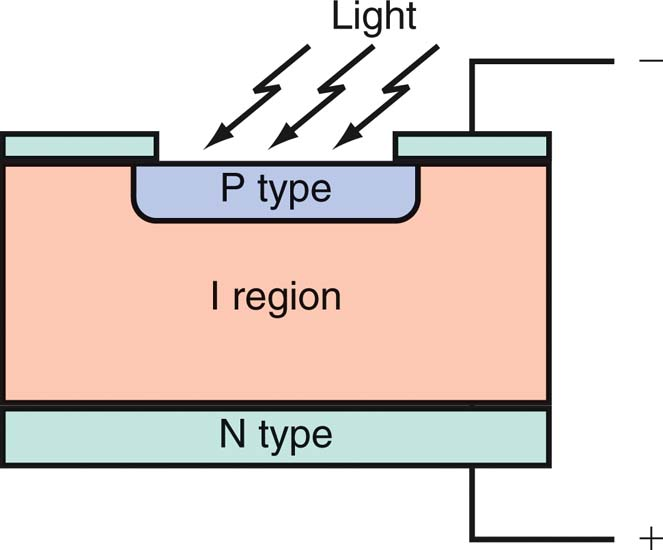 Light
−
P type
I region
N type
+